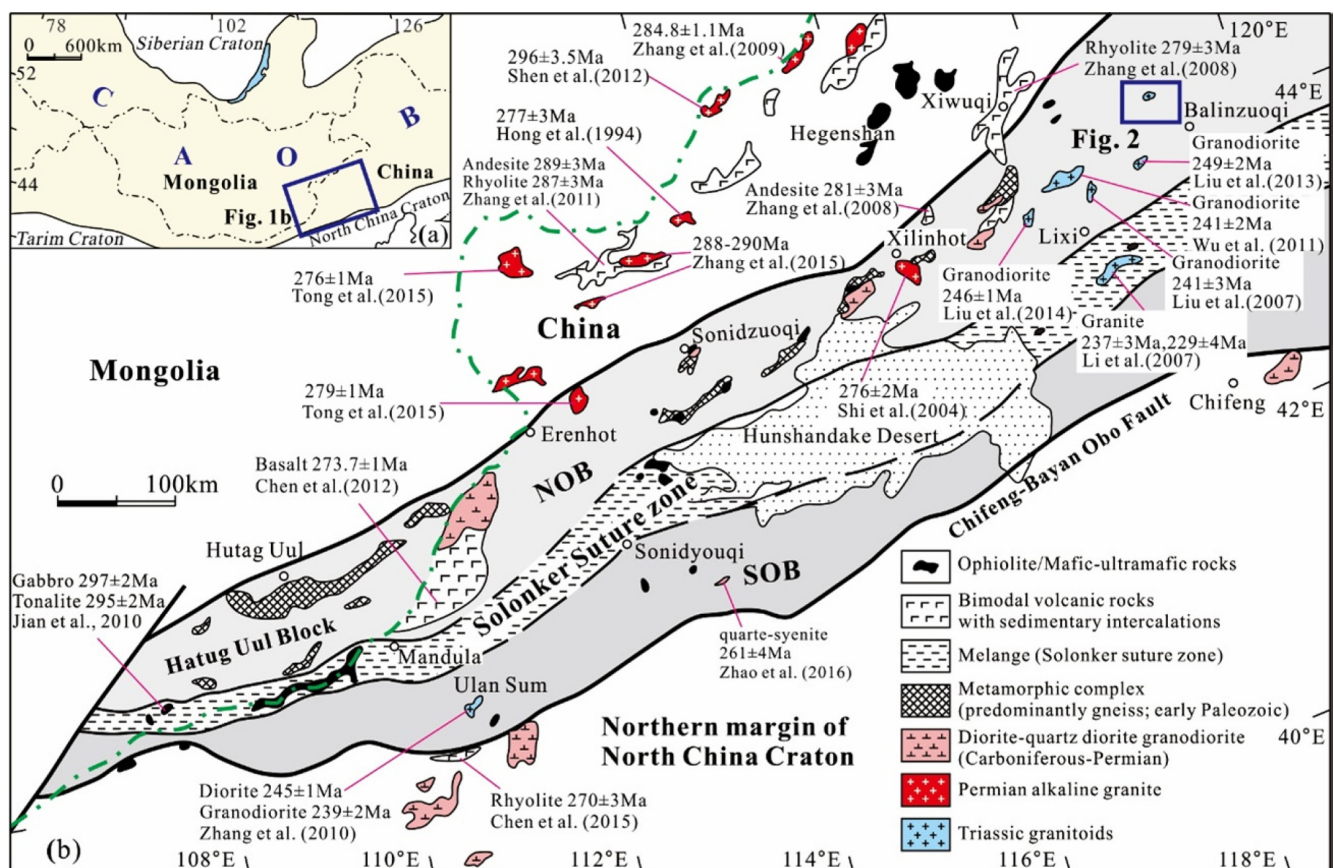 78
102
126
0
600km
Siberian Craton
52
C
B
A
O
44
Mongolia
China
Fig. 1b
North China Craton
Tarim Craton
(a)
108°E
110°E
112°E
114°E
116°E
118°E
112
114
116
120°E
44°E
42°E
40°E
284.8±1.1Ma
Zhang et al.(2009)
296±3.5Ma
Shen et al.(2012)
277±3Ma
Hong et al.(1994)
Andesite 289±3Ma
Rhyolite 287±3Ma
Zhang et al.(2011)
Hegenshan
Xiwuqi
Rhyolite 279±3Ma
Zhang et al.(2008)
Balinzuoqi
Fig. 2
Granodiorite
249±2Ma
Liu et al.(2013)
Granodiorite
241±2Ma
Wu et al.(2011)
Granodiorite
241±3Ma
Liu et al.(2007)
Andesite 281±3Ma
Zhang et al.(2008)
Xilinhot
Lixi
Granodiorite
246±1Ma
Liu et al.(2014)
Granite
237±3Ma,229±4Ma
Li et al.(2007)
288-290Ma
Zhang et al.(2015)
276±1Ma
Tong et al.(2015)
China
Mongolia
Sonidzuoqi
279±1Ma
Tong et al.(2015)
276±2Ma
Shi et al.(2004)
Chifeng
Erenhot
Hunshandake Desert
Basalt 273.7±1Ma
Chen et al.(2012)
NOB
0
100km
Chifeng-Bayan Obo Fault
Solonker Suture zone
Hutag Uul
Sonidyouqi
SOB
Gabbro 297±2Ma
Tonalite 295±2Ma
Jian et al., 2010
Hatug Uul Block
Mandula
quarte-syenite
261±4Ma
Zhao et al.(2016)
Ulan Sum
Northern margin of
North China Craton
Diorite 245±1Ma
Granodiorite 239±2Ma
Zhang et al.(2010)
Rhyolite 270±3Ma
Chen et al.(2015)
(b)
Ophiolite/Mafic-ultramafic rocks
Bimodal volcanic rocks
with sedimentary intercalations
Melange (Solonker suture zone)
Metamorphic complex
(predominantly gneiss; early Paleozoic)
Diorite-quartz diorite granodiorite
(Carboniferous-Permian)
Permian alkaline granite
Triassic granitoids